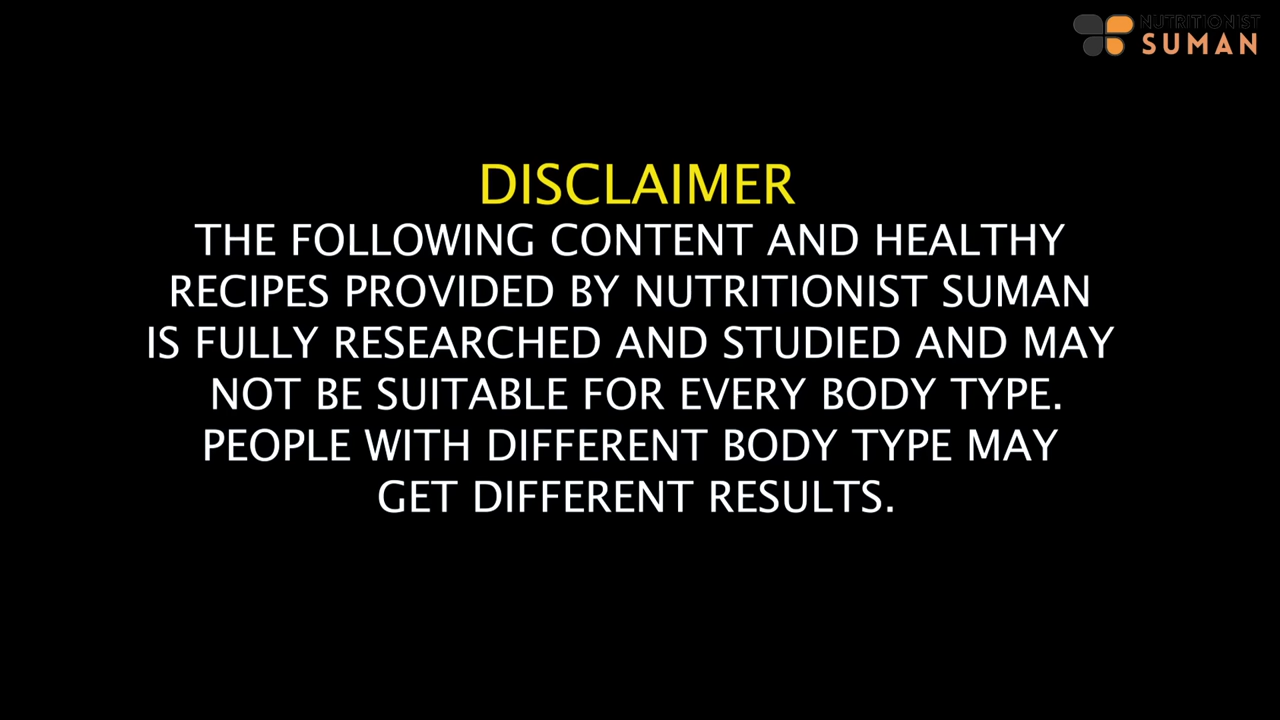 NUTRITIONIST
SUMAN
DISCLAIMER
THE FOLLOWING CONTENT AND HEALTHY
RECIPES PROVIDED BY NUTRITIONIST SUMAN
IS FULLY RESEARCHED AND STUDIED AND MAY
NOT BE SUITABLE FOR EVERY BODY TYPE.
PEOPLE WITH DIFFERENT BODY TYPE MAY
GET DIFFERENT RESULTS.